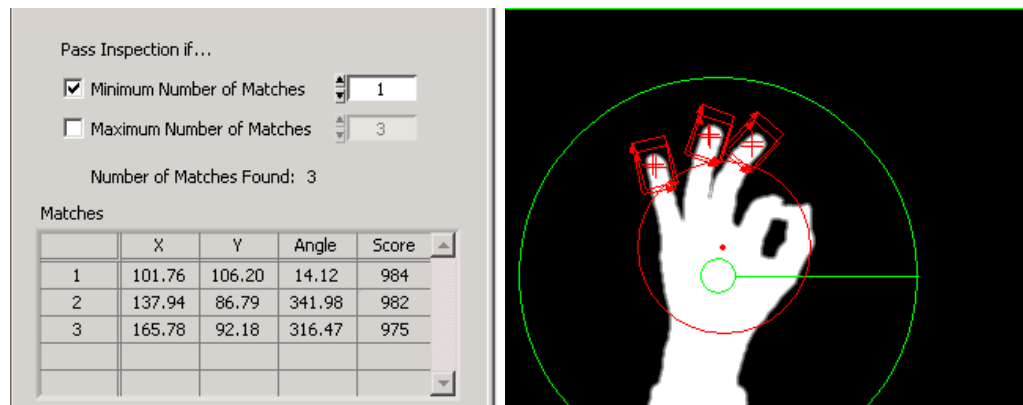 Pass Inspection if...
Minimum Number of Matches 1
Maximum Number of Matches 3
Number of Matches Found: 3
Matches
X Y Angle Score
1 101.76 106.20 14.12 984
2 137.94 86.79 341.98 982
3 165.78 92.18 316.47 975